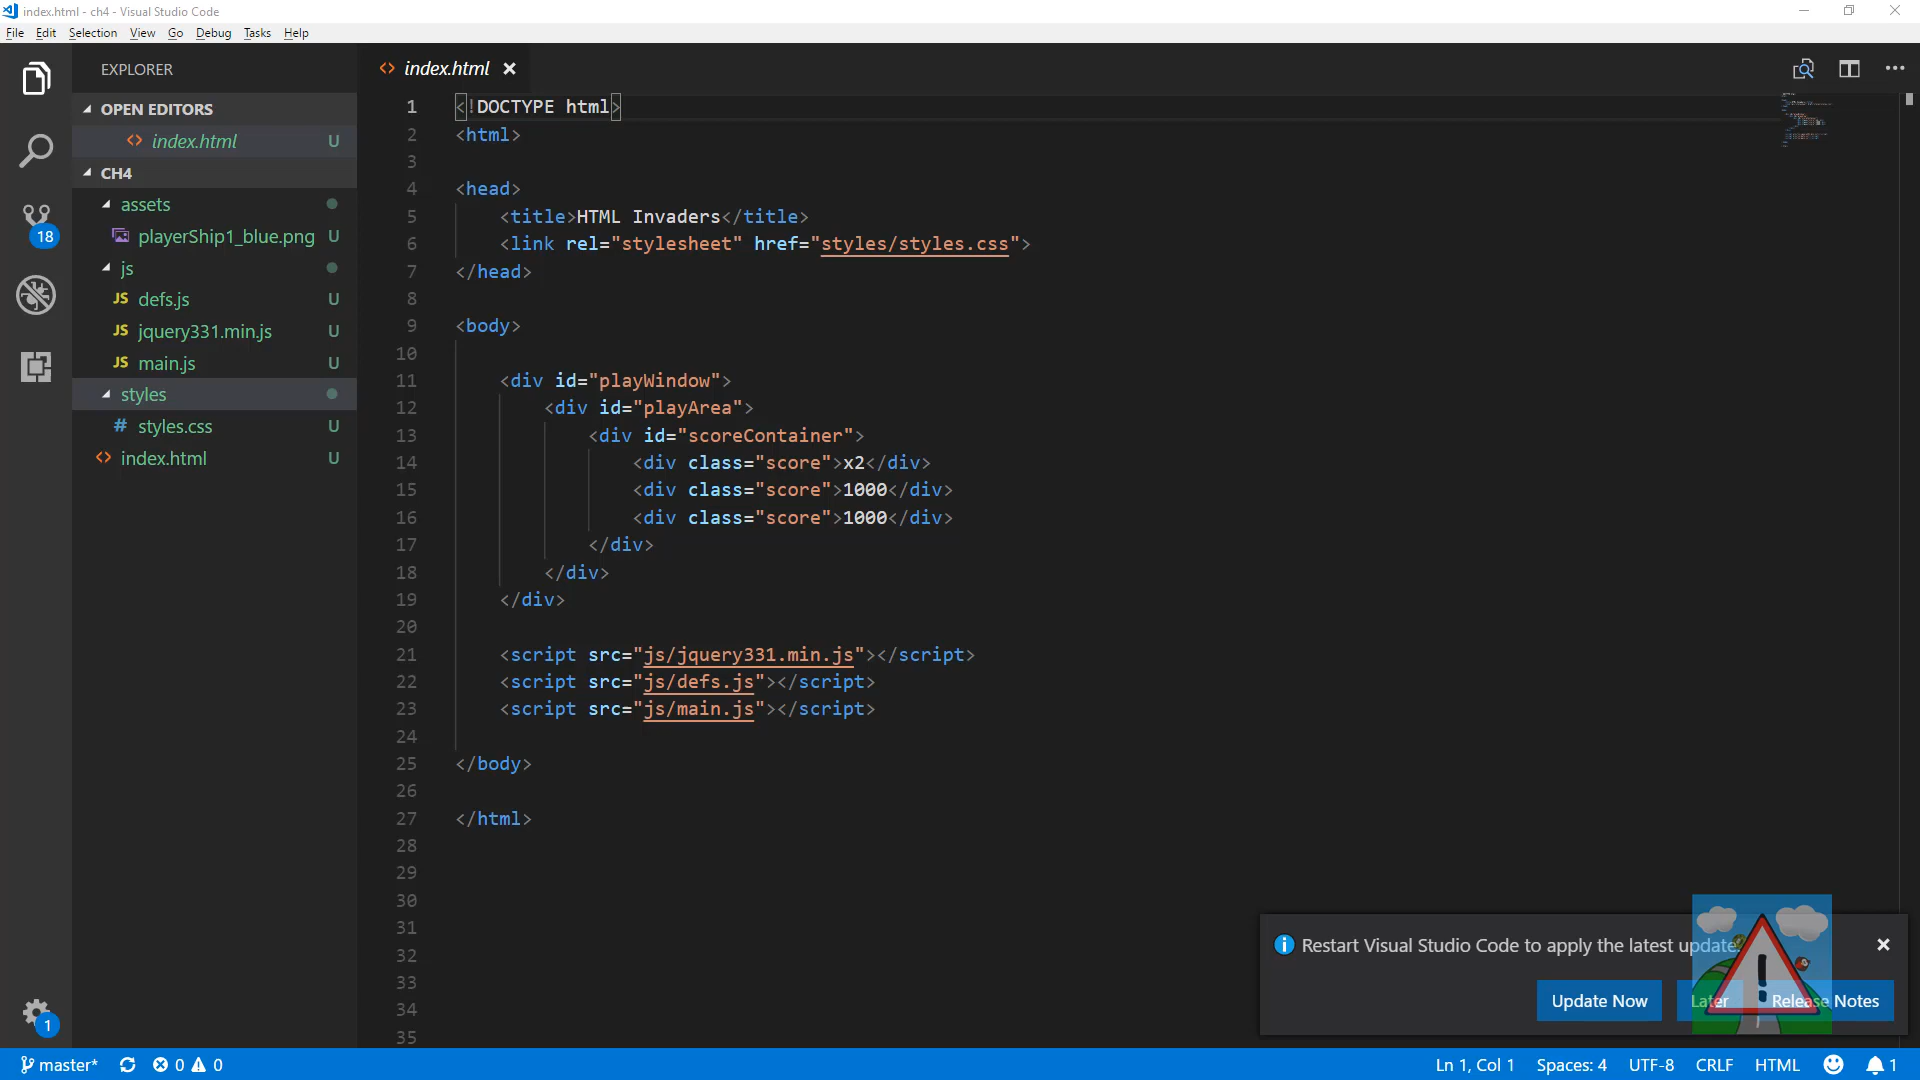 index.html - ch4 - Visual Studio Code
File Edit Selection View Go Debug Tasks Help
EXPLORER
index.html
OPEN EDITORS
index.html U
CH4
assets
playerShip1_blue.png U
js
JS defs.js U
JS jquery331.min.js U
JS main.js U
styles
# styles.css U
index.html U
18
1
1 <!DOCTYPE html>
2 <html>
3
4 <head>
5 <title>HTML Invaders</title>
6 <link rel="stylesheet" href="styles/styles.css">
7 </head>
8
9 <body>
10
11 <div id="playWindow">
12 <div id="playArea">
13 <div id="scoreContainer">
14 <div class="score">x2</div>
15 <div class="score">1000</div>
16 <div class="score">1000</div>
17 </div>
18 </div>
19 </div>
20
21 <script src="js/jquery331.min.js"></script>
22 <script src="js/defs.js"></script>
23 <script src="js/main.js"></script>
24
25 </body>
26
27 </html>
28
29
30
31
32
33
34
35
Restart Visual Studio Code to apply the latest update.
Update Now Later Release Notes
master* 0 0 Ln 1, Col 1 Spaces: 4 UTF-8 CRLF HTML 1